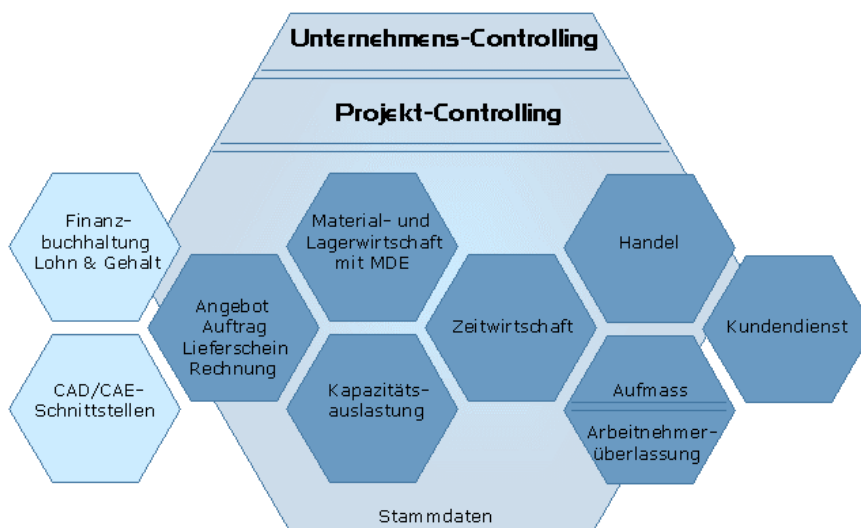 Unternehmens-Controlling
Projekt-Controlling
Finanz-
buchhaltung
Lohn & Gehalt
Material- und
Lagerwirtschaft
mit MDE
Handel
Angebot
Auftrag
Lieferschein
Rechnung
Zeitwirtschaft
Kundendienst
CAD/CAE-
Schnittstellen
Kapazitäts-
auslastung
Aufmass
Arbeitnehmer-
überlassung
Stammdaten